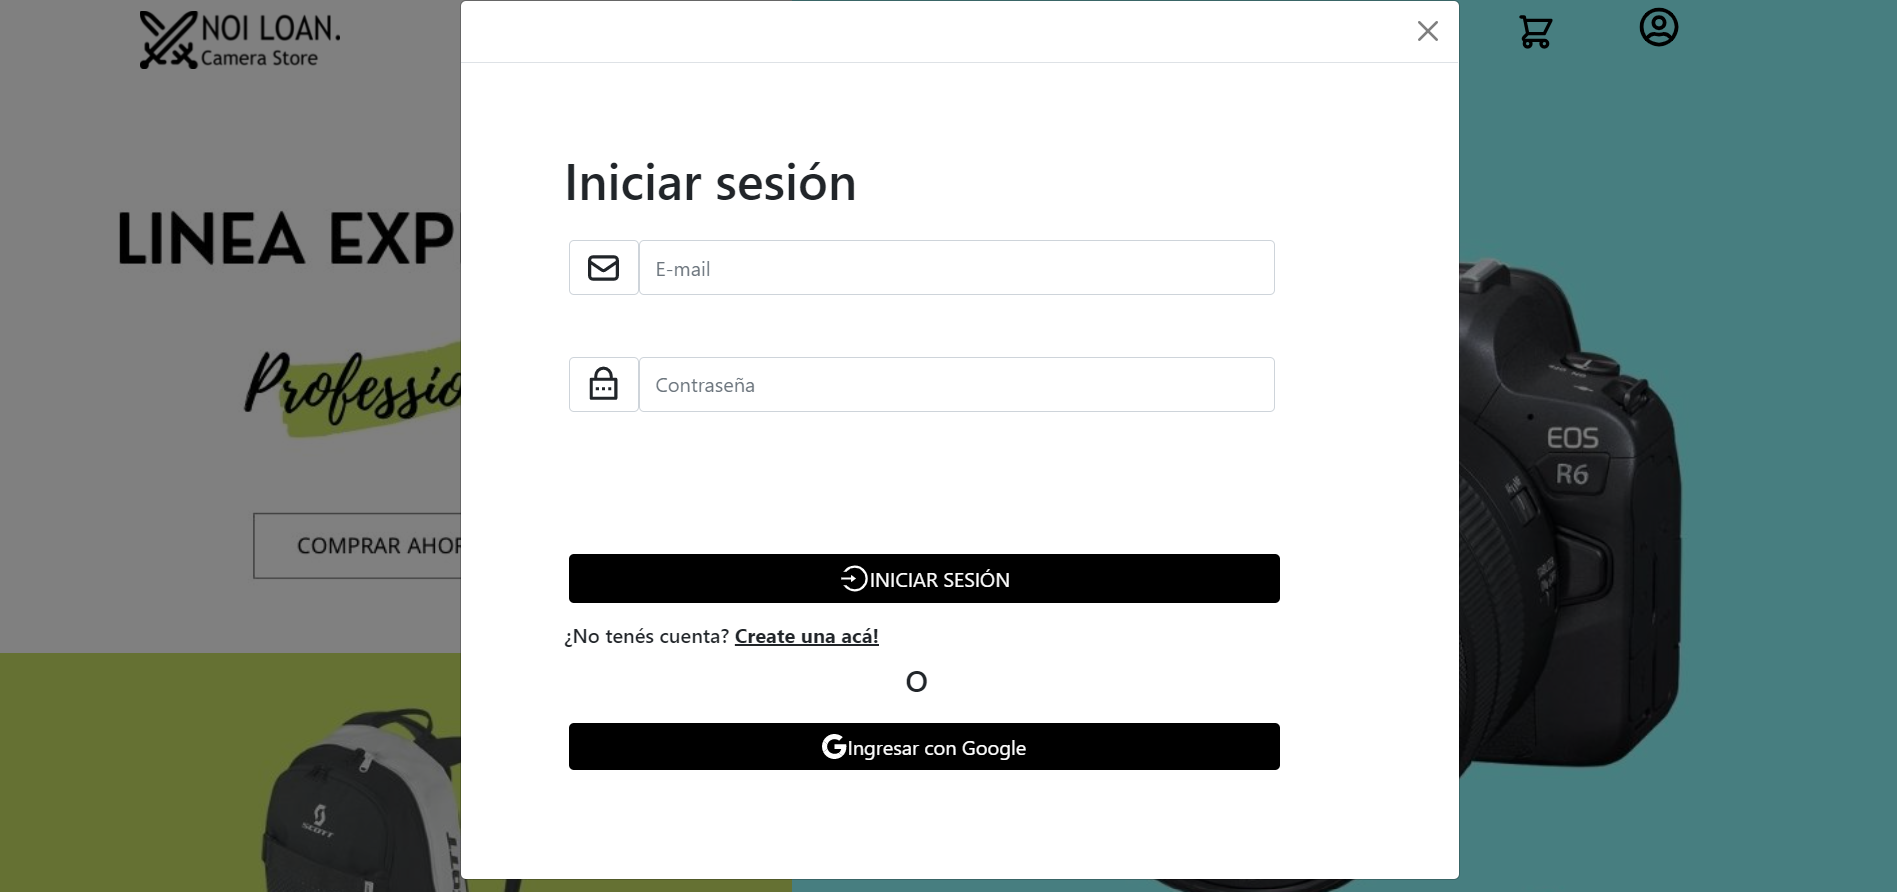 NOI LOAN.
Camera Store
Iniciar sesión
LINEA EXP
E-mail
Professio
Contraseña
EOS
R6
COMPRAR AHOR
INICIAR SESIÓN
¿No tenés cuenta? Create una acá!
O
Ingresar con Google
SCOTT